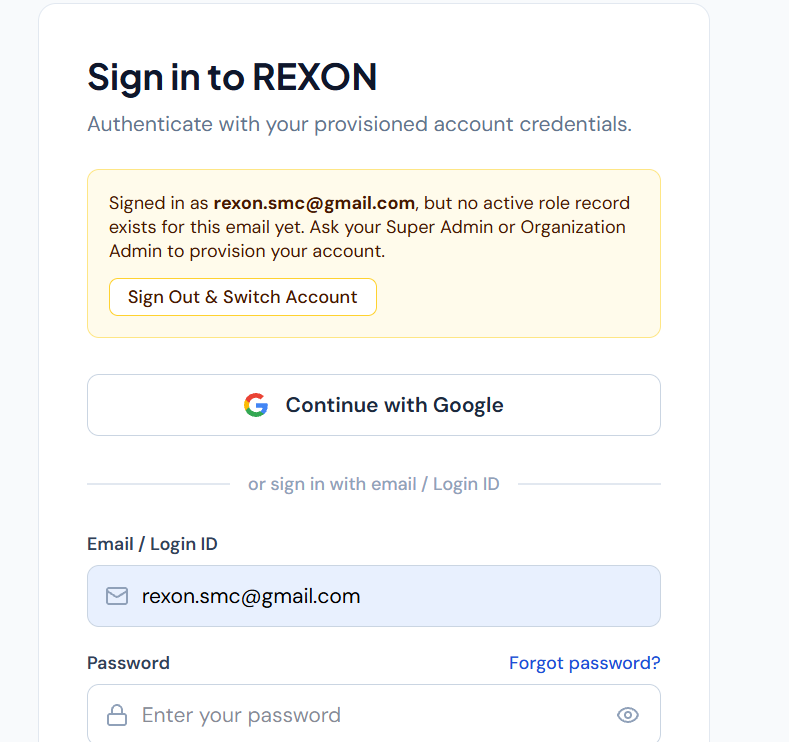 Sign in to REXON
Authenticate with your provisioned account credentials.
Signed in as rexon.smc@gmail.com, but no active role record
exists for this email yet. Ask your Super Admin or Organization
Admin to provision your account.
Sign Out & Switch Account
Continue with Google
or sign in with email / Login ID
Email / Login ID
rexon.smc@gmail.com
Password
Forgot password?
Enter your password